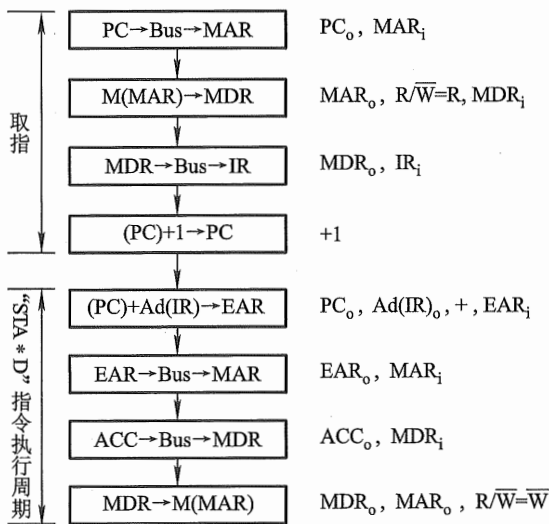 取指
PC→Bus→MAR PCo, MARi
M(MAR)→MDR MARo, R/W̅=R, MDRi
MDR→Bus→IR MDRo, IRi
(PC)+1→PC +1
“STA * D”指令执行周期
(PC)+Ad(IR)→EAR PCo, Ad(IR)o, +, EARi
EAR→Bus→MAR EARo, MARi
ACC→Bus→MDR ACCo, MDRi
MDR→M(MAR) MDRo, MARo, R/W̅=W̅